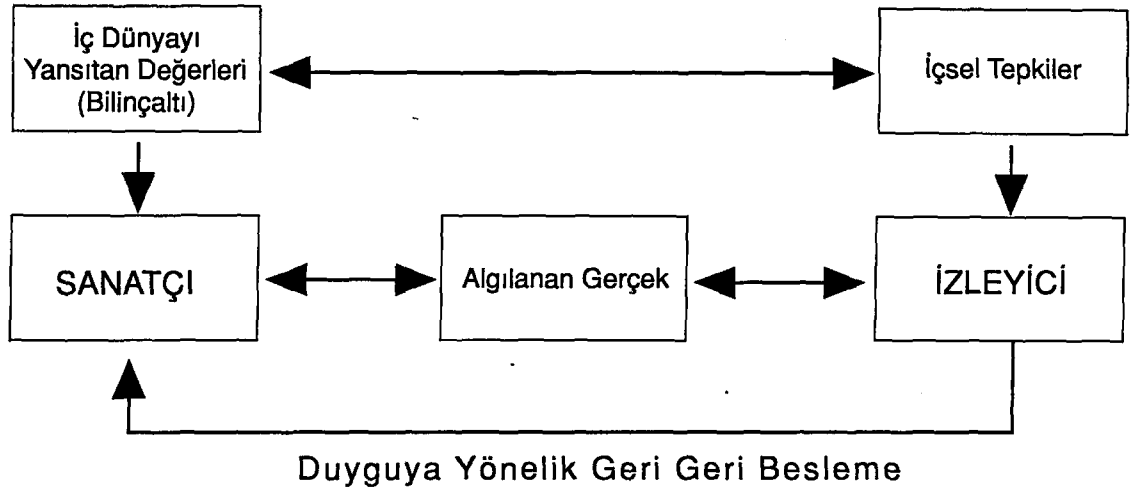 İç Dünyayı
Yansıtan Değerleri
(Bilinçaltı)
İçsel Tepkiler
SANATÇI
Algılanan Gerçek
İZLEYİCİ
Duyguya Yönelik Geri Geri Besleme